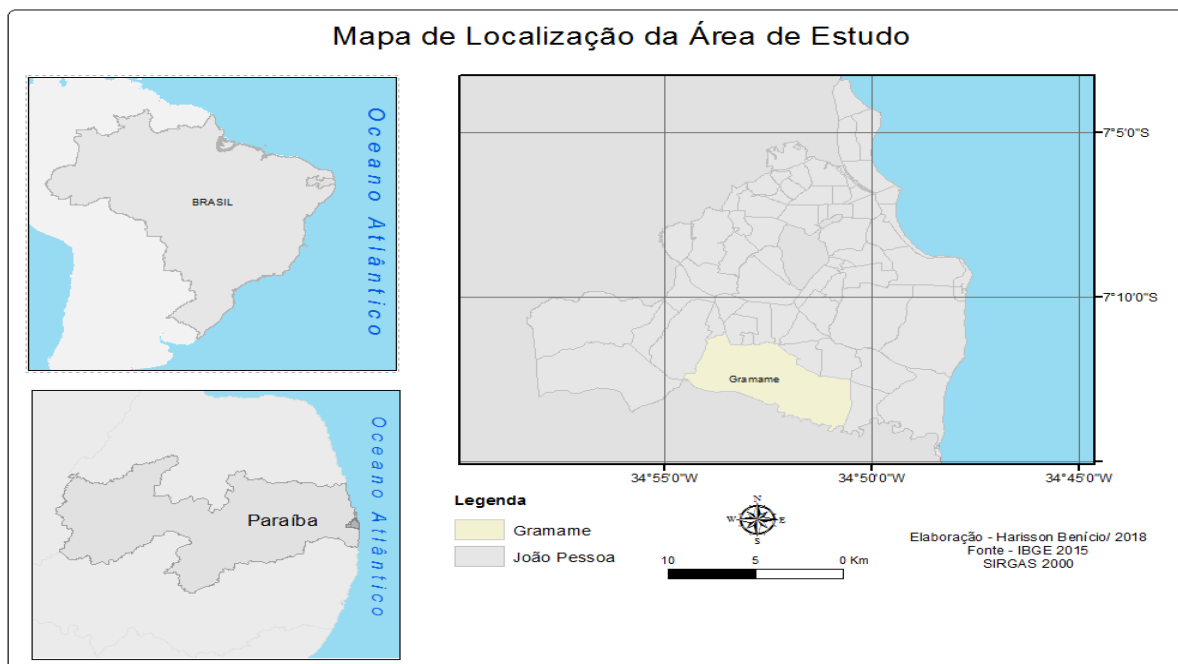 Mapa de Localização da Área de Estudo
Oceano Atlântico
BRASIL
Oceano Atlântico
Paraíba
7°5'0"S
7°10'0"S
Gramame
34°55'0"W
34°50'0"W
34°45'0"W
Legenda
Gramame
João Pessoa
N
W
E
S
10 5 0 Km
Elaboração - Harisson Benício/ 2018
Fonte - IBGE 2015
SIRGAS 2000